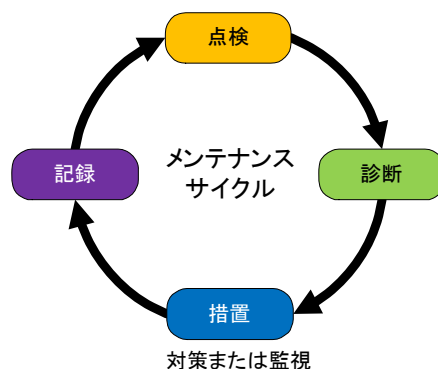 点検
メンテナンス
サイクル
記録
診断
措置
対策または監視